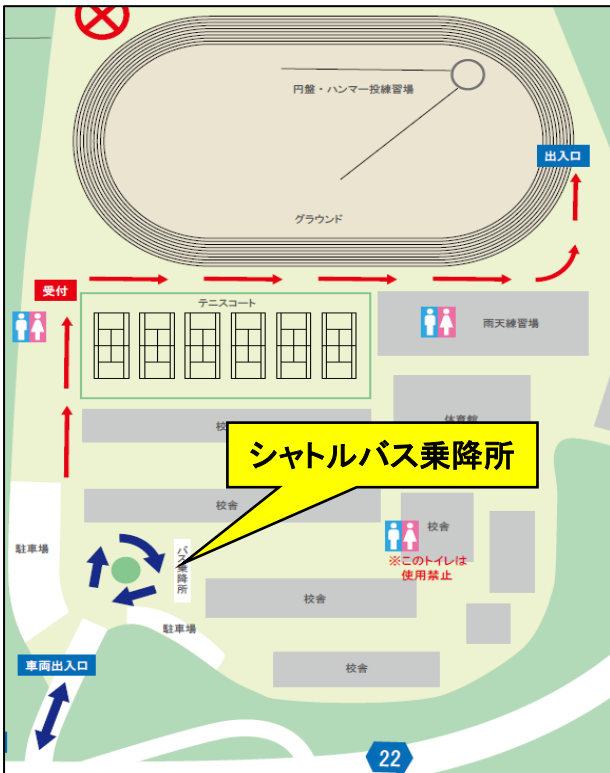 円盤・ハンマー投練習場
出入口
グラウンド
受付
テニスコート
雨天練習場
体育館
校
シャトルバス乗降所
校舎
校舎
駐車場
バス乗降所
※このトイレは
使用禁止
校舎
駐車場
車両出入口
校舎
22